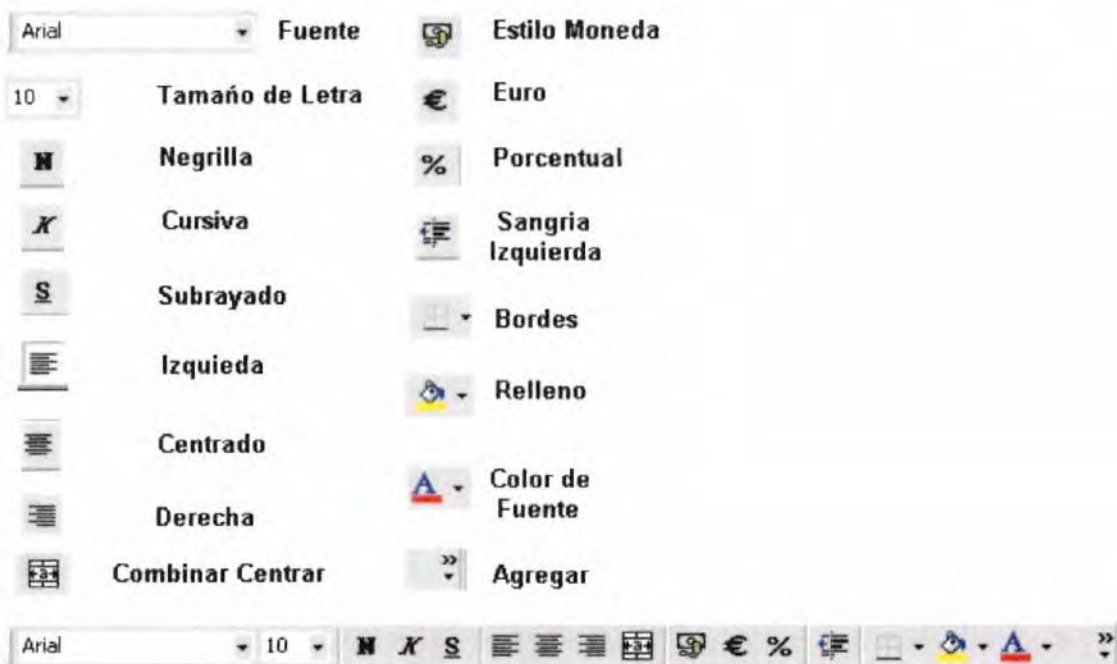 Arial Fuente
10 Tamaño de Letra
N Negrilla
K Cursiva
S Subrayado
Izquieda
Centrado
Derecha
a Combinar Centrar
Estilo Moneda
€ Euro
% Porcentual
Sangria
Izquierda
Bordes
Relleno
A Color de
Fuente
» Agregar
Arial 10 N K S a € % A »